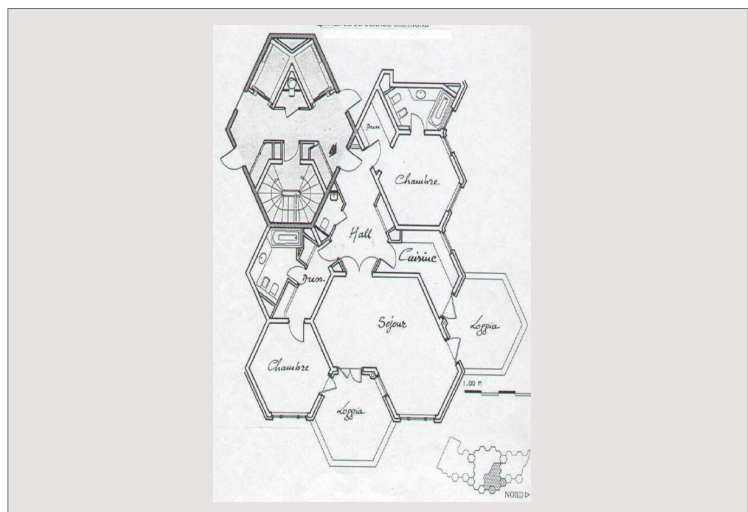 Dress
Chambre
Hall
Cuisine
Dress
Séjour
Loggia
Chambre
1.00 M
Loggia
NORD